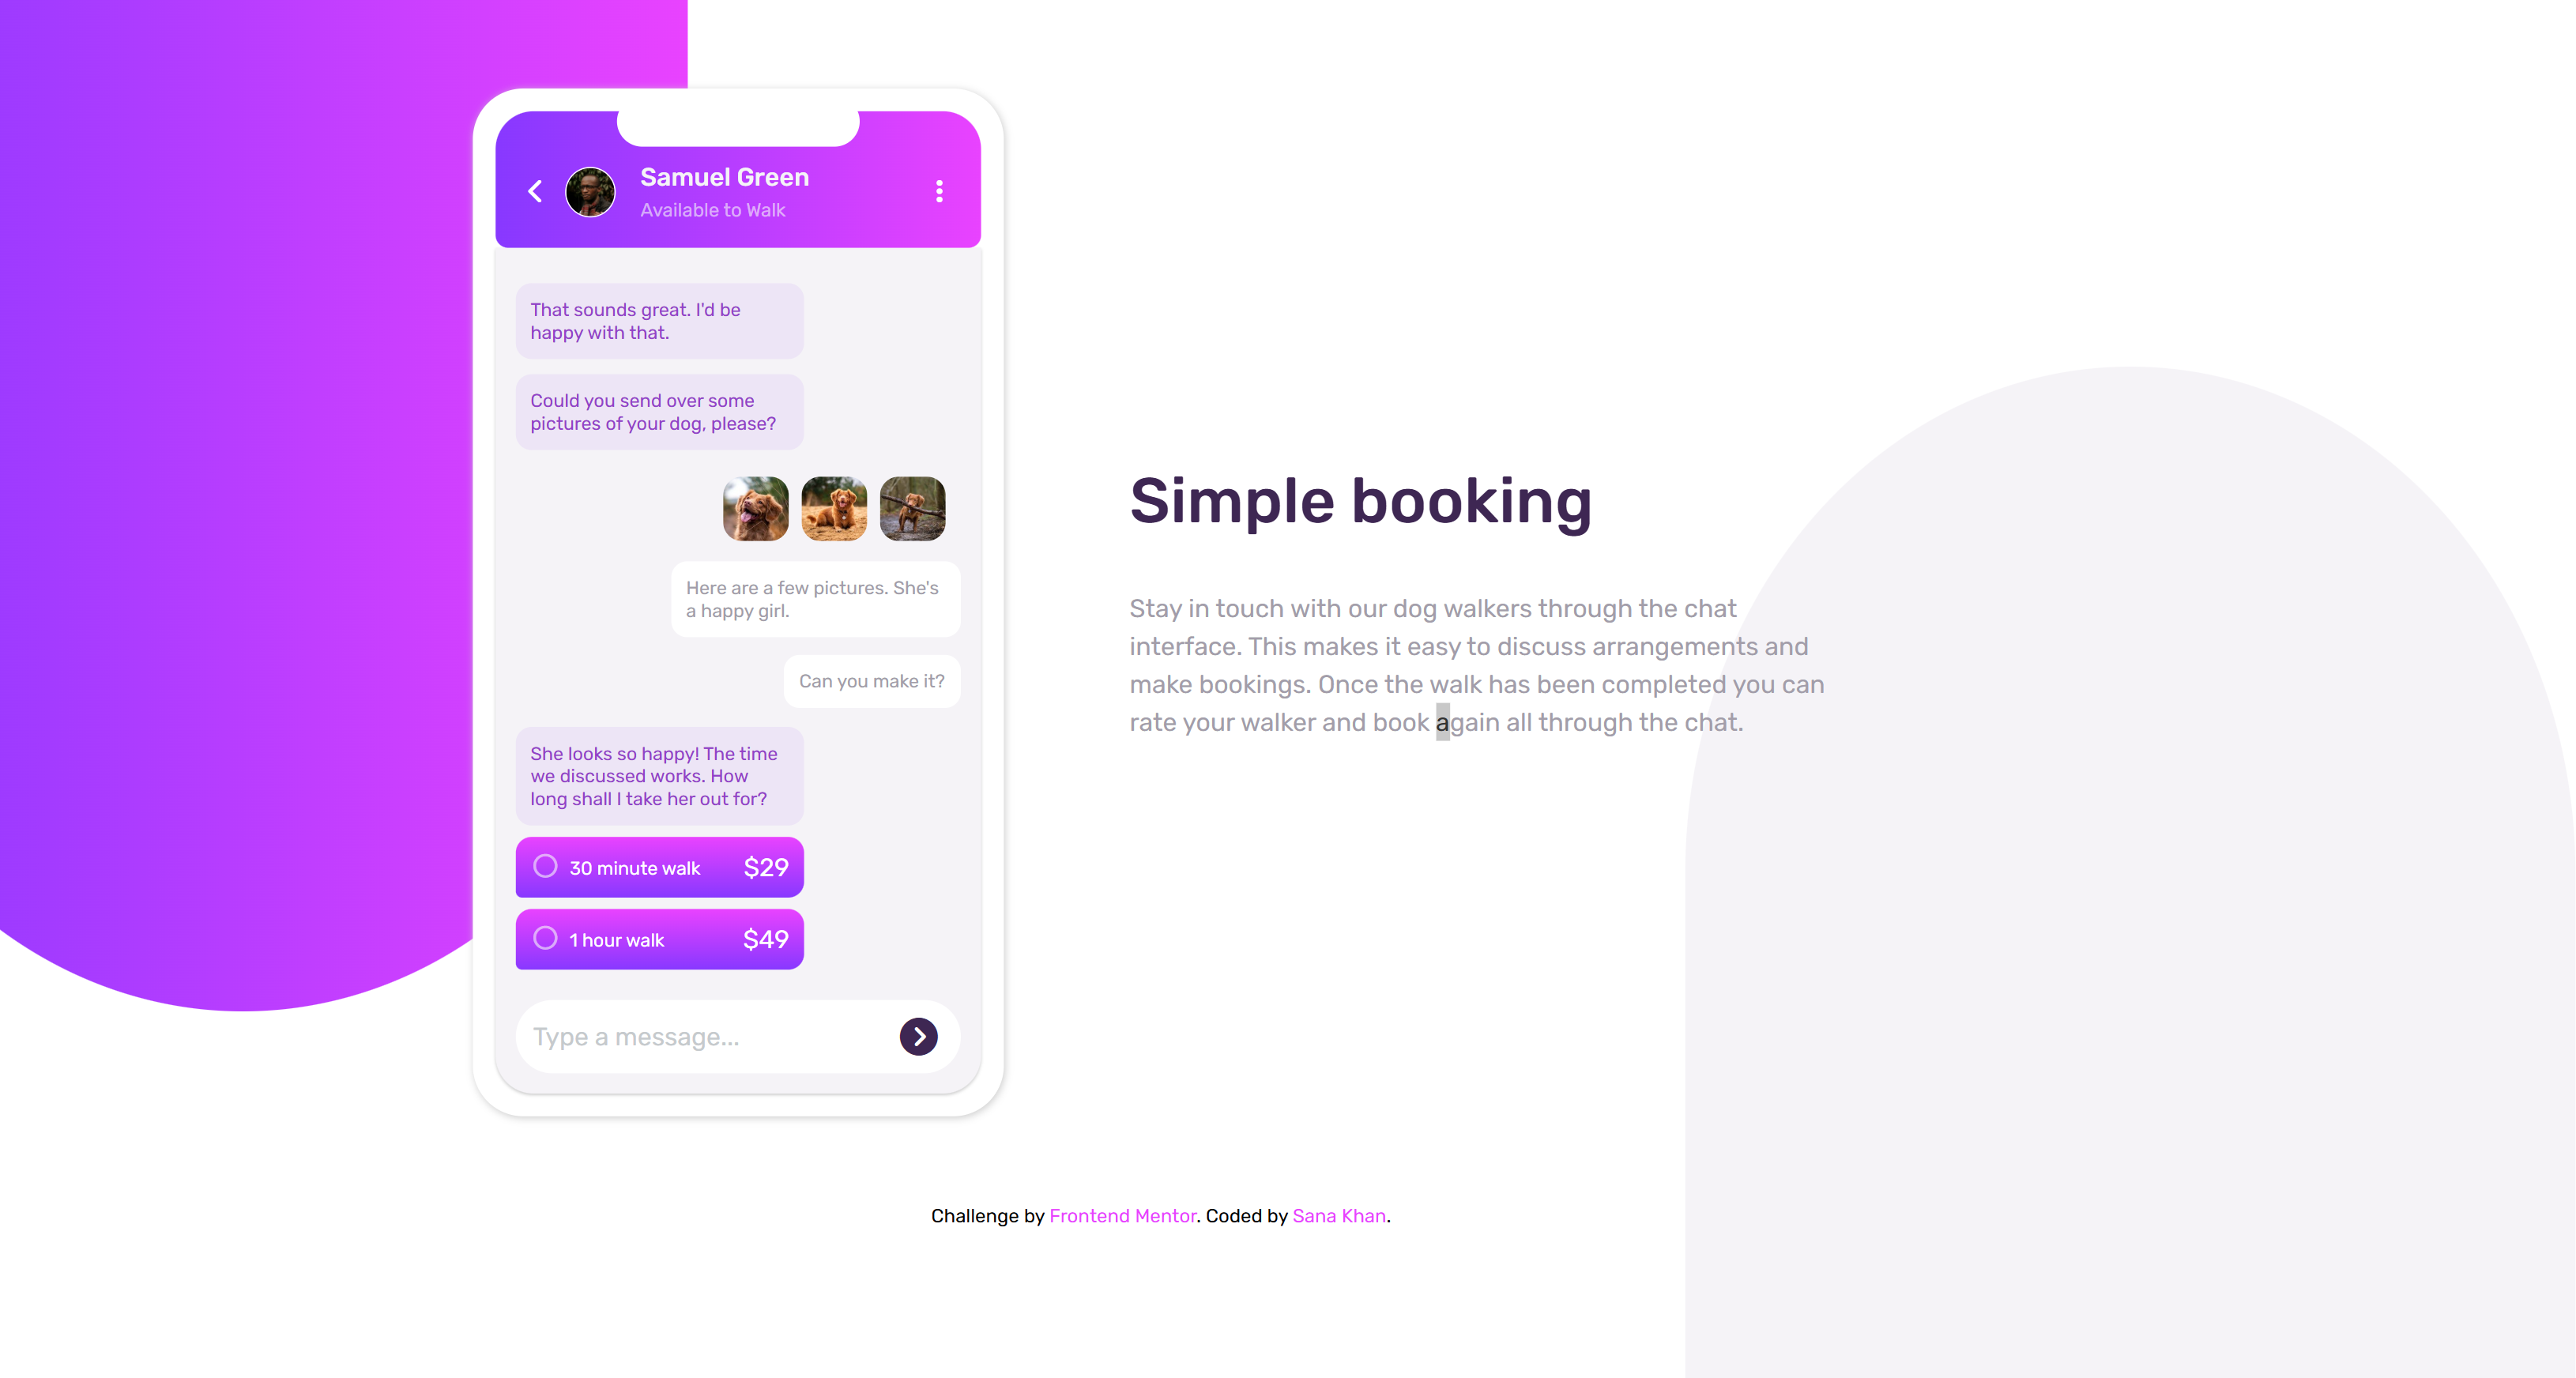 Samuel Green
Available to Walk
That sounds great. I'd be
happy with that.
Could you send over some
pictures of your dog, please?
Here are a few pictures. She's
a happy girl.
Can you make it?
She looks so happy! The time
we discussed works. How
long shall I take her out for?
30 minute walk $29
1 hour walk $49
Type a message...
Simple booking
Stay in touch with our dog walkers through the chat
interface. This makes it easy to discuss arrangements and
make bookings. Once the walk has been completed you can
rate your walker and book again all through the chat.
Challenge by Frontend Mentor. Coded by Sana Khan.